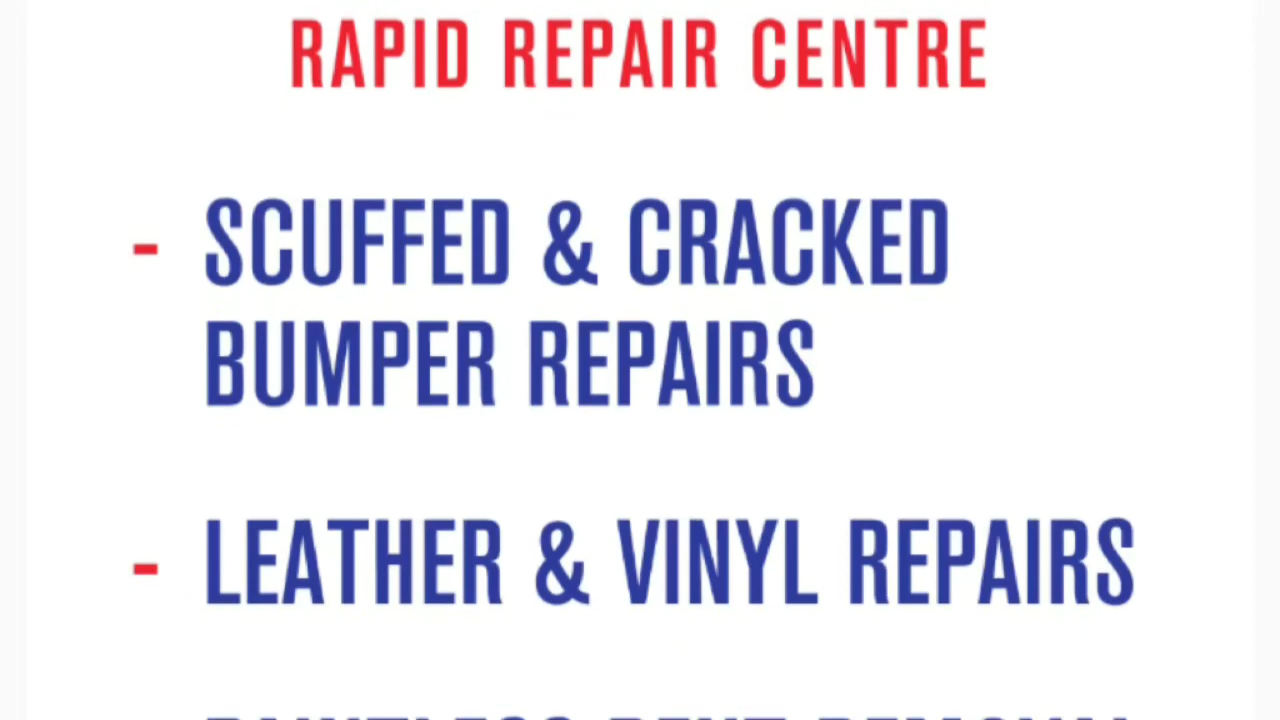 RAPID REPAIR CENTRE
- SCUFFED & CRACKED
BUMPER REPAIRS
- LEATHER & VINYL REPAIRS